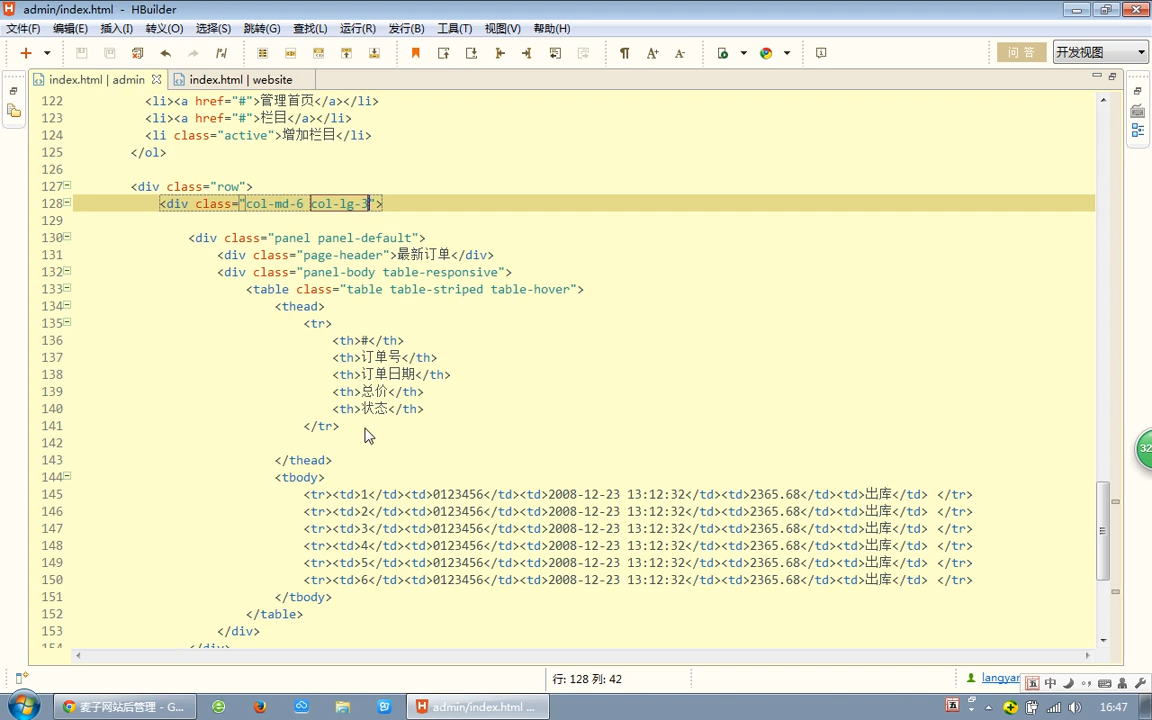 admin/index.html - HBuilder
文件(F) 编辑(E) 插入(I) 转义(O) 选择(S) 跳转(G) 查找(L) 运行(R) 发行(B) 工具(T) 视图(V) 帮助(H)
问 答 开发视图
index.html | admin index.html | website
122 <li><a href="#">管理首页</a></li>
123 <li><a href="#">栏目</a></li>
124 <li class="active">增加栏目</li>
125 </ol>
126
127 <div class="row">
128 <div class="col-md-6 col-lg-3">
129
130 <div class="panel panel-default">
131 <div class="page-header">最新订单</div>
132 <div class="panel-body table-responsive">
133 <table class="table table-striped table-hover">
134 <thead>
135 <tr>
136 <th>#</th>
137 <th>订单号</th>
138 <th>订单日期</th>
139 <th>总价</th>
140 <th>状态</th>
141 </tr>
142
143 </thead>
144 <tbody>
145 <tr><td>1</td><td>0123456</td><td>2008-12-23 13:12:32</td><td>2365.68</td><td>出库</td> </tr>
146 <tr><td>2</td><td>0123456</td><td>2008-12-23 13:12:32</td><td>2365.68</td><td>出库</td> </tr>
147 <tr><td>3</td><td>0123456</td><td>2008-12-23 13:12:32</td><td>2365.68</td><td>出库</td> </tr>
148 <tr><td>4</td><td>0123456</td><td>2008-12-23 13:12:32</td><td>2365.68</td><td>出库</td> </tr>
149 <tr><td>5</td><td>0123456</td><td>2008-12-23 13:12:32</td><td>2365.68</td><td>出库</td> </tr>
150 <tr><td>6</td><td>0123456</td><td>2008-12-23 13:12:32</td><td>2365.68</td><td>出库</td> </tr>
151 </tbody>
152 </table>
153 </div>
32
行: 128 列: 42
langyan
五 中
麦子网站后管理 - G...
admin/index.html ...
五
16:47